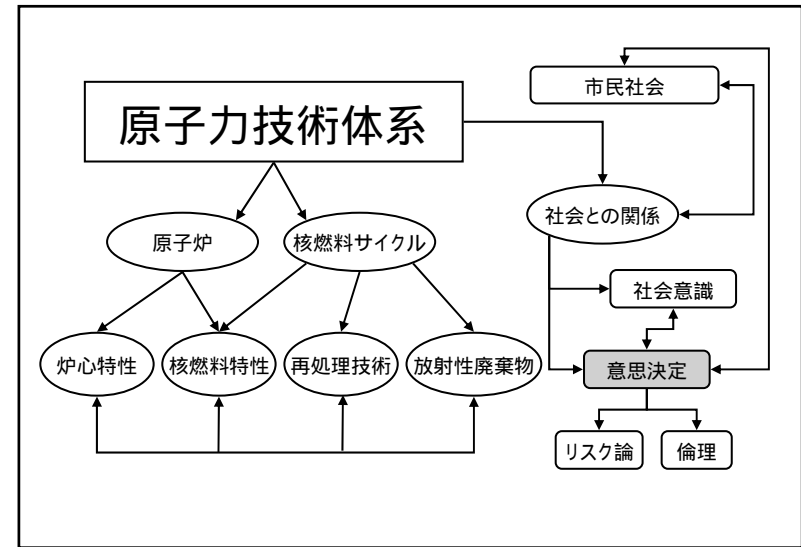 原子力技術体系
市民社会
原子炉
核燃料サイクル
社会との関係
社会意識
炉心特性
核燃料特性
再処理技術
放射性廃棄物
意思決定
リスク論
倫理